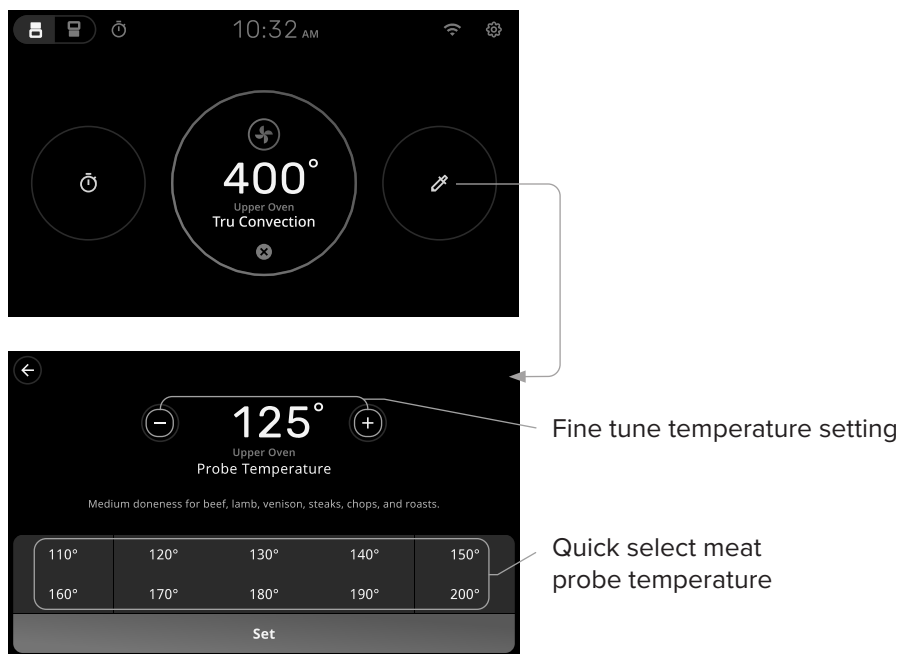 10:32 AM
400°
Upper Oven
Tru Convection
125°
Upper Oven
Probe Temperature
Medium doneness for beef, lamb, venison, steaks, chops, and roasts.
110° 120° 130° 140° 150°
160° 170° 180° 190° 200°
Set
Fine tune temperature setting
Quick select meat
probe temperature